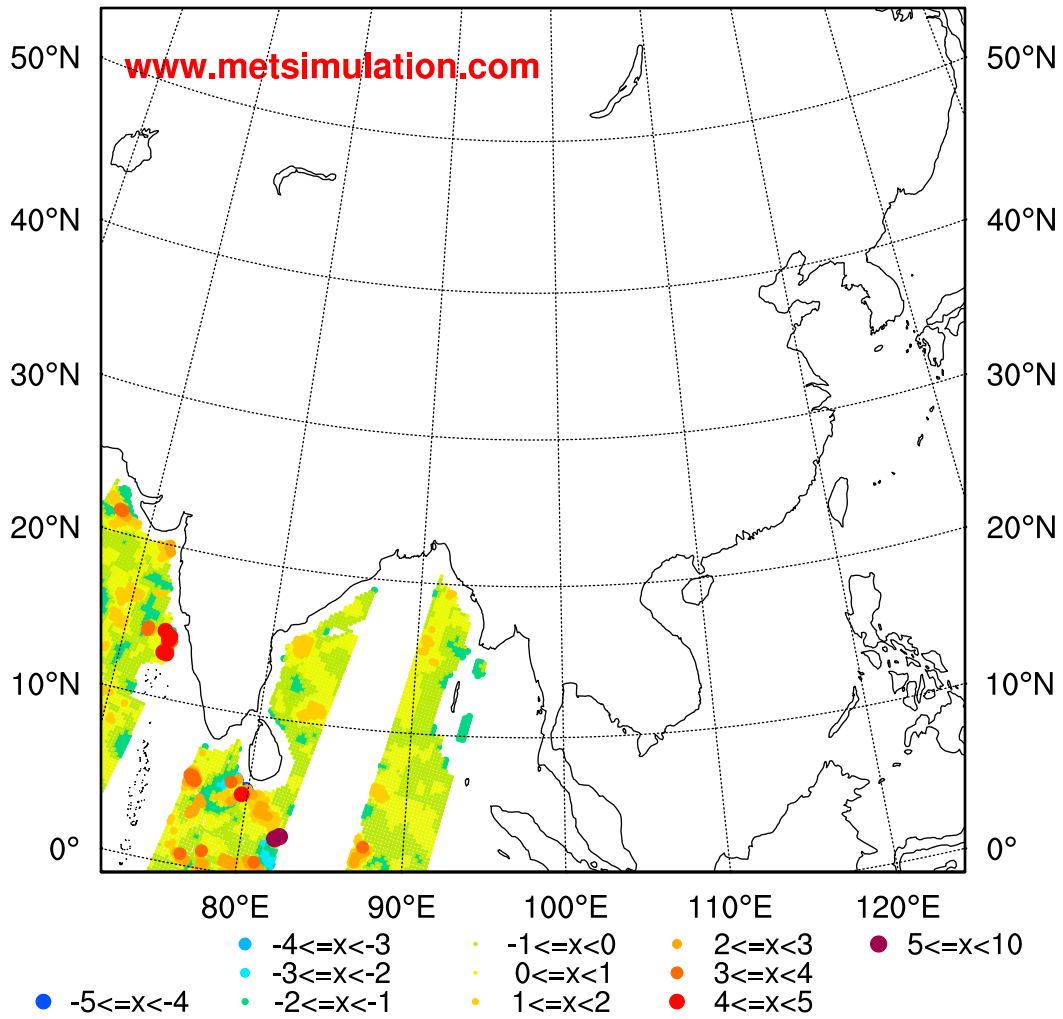 www.metsimulation.com
50°N 50°N
40°N 40°N
30°N 30°N
20°N 20°N
10°N 10°N
0° 0°
80°E 90°E 100°E 110°E 120°E
-4<=x<-3 -1<=x<0 2<=x<3 5<=x<10
-3<=x<-2 0<=x<1 3<=x<4
-5<=x<-4 -2<=x<-1 1<=x<2 4<=x<5